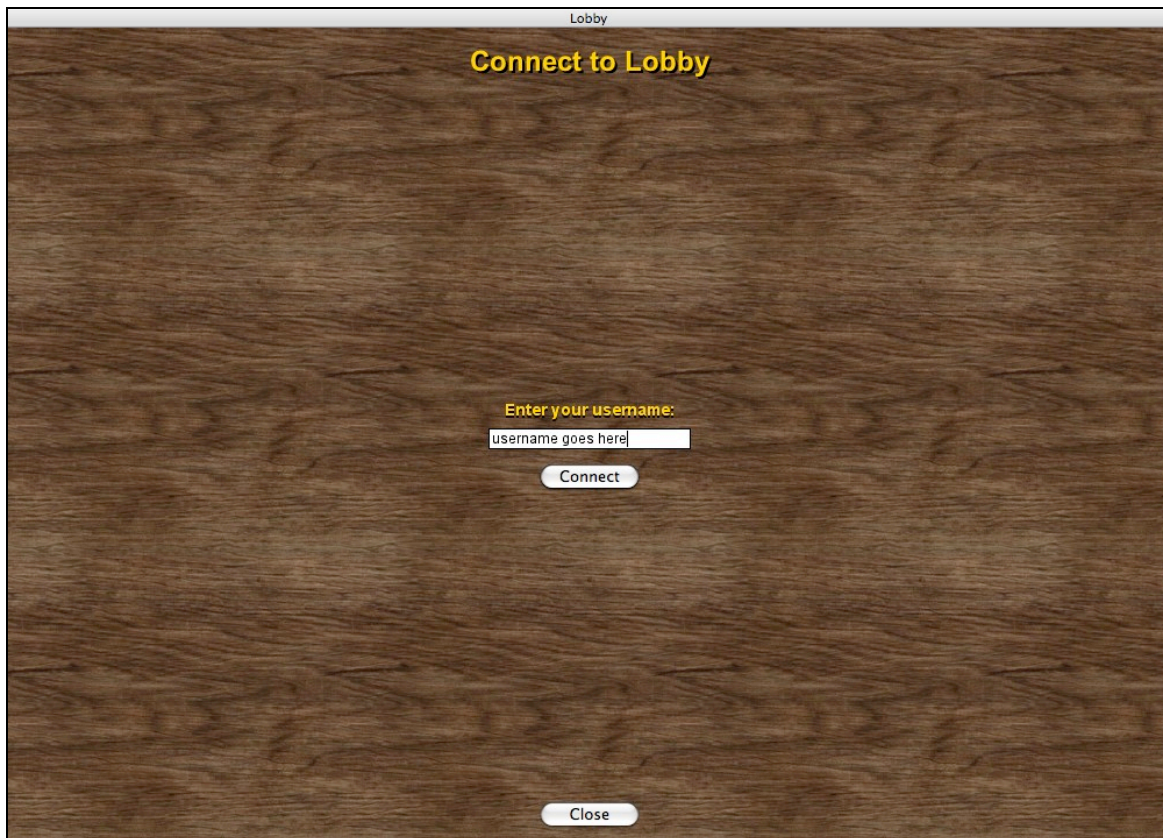 Lobby
Connect to Lobby
Enter your username:
username goes here
Connect
Close